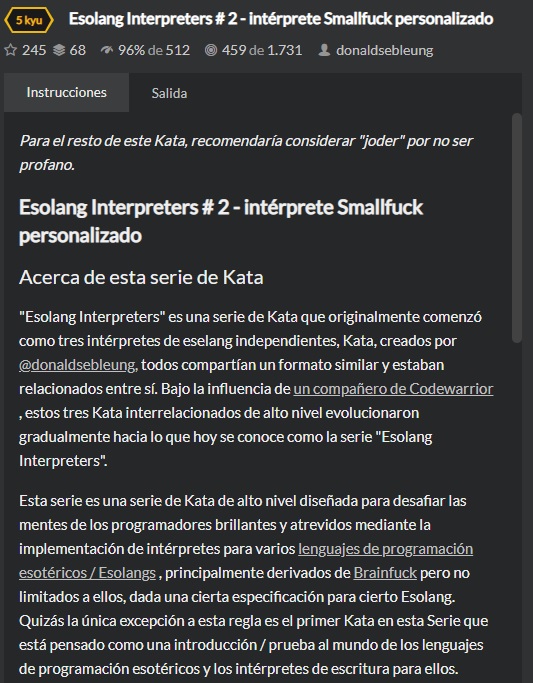 5 kyu Esolang Interpreters # 2 - intérprete Smallfuck personalizado
245 68 96% de 512 459 de 1.731 donaldsebleung
Instrucciones Salida
Para el resto de este Kata, recomendaría considerar "joder" por no ser
profano.
Esolang Interpreters # 2 - intérprete Smallfuck
personalizado
Acerca de esta serie de Kata
"Esolang Interpreters" es una serie de Kata que originalmente comenzó
como tres intérpretes de eselang independientes, Kata, creados por
@donaldsebleung, todos compartían un formato similar y estaban
relacionados entre sí. Bajo la influencia de un compañero de Codewarrior
, estos tres Kata interrelacionados de alto nivel evolucionaron
gradualmente hacia lo que hoy se conoce como la serie "Esolang
Interpreters".
Esta serie es una serie de Kata de alto nivel diseñada para desafiar las
mentes de los programadores brillantes y atrevidos mediante la
implementación de intérpretes para varios lenguajes de programación
esotéricos / Esolangs , principalmente derivados de Brainfuck pero no
limitados a ellos, dada una cierta especificación para cierto Esolang.
Quizás la única excepción a esta regla es el primer Kata en esta Serie que
está pensado como una introducción / prueba al mundo de los lenguajes
de programación esotéricos y los intérpretes de escritura para ellos.